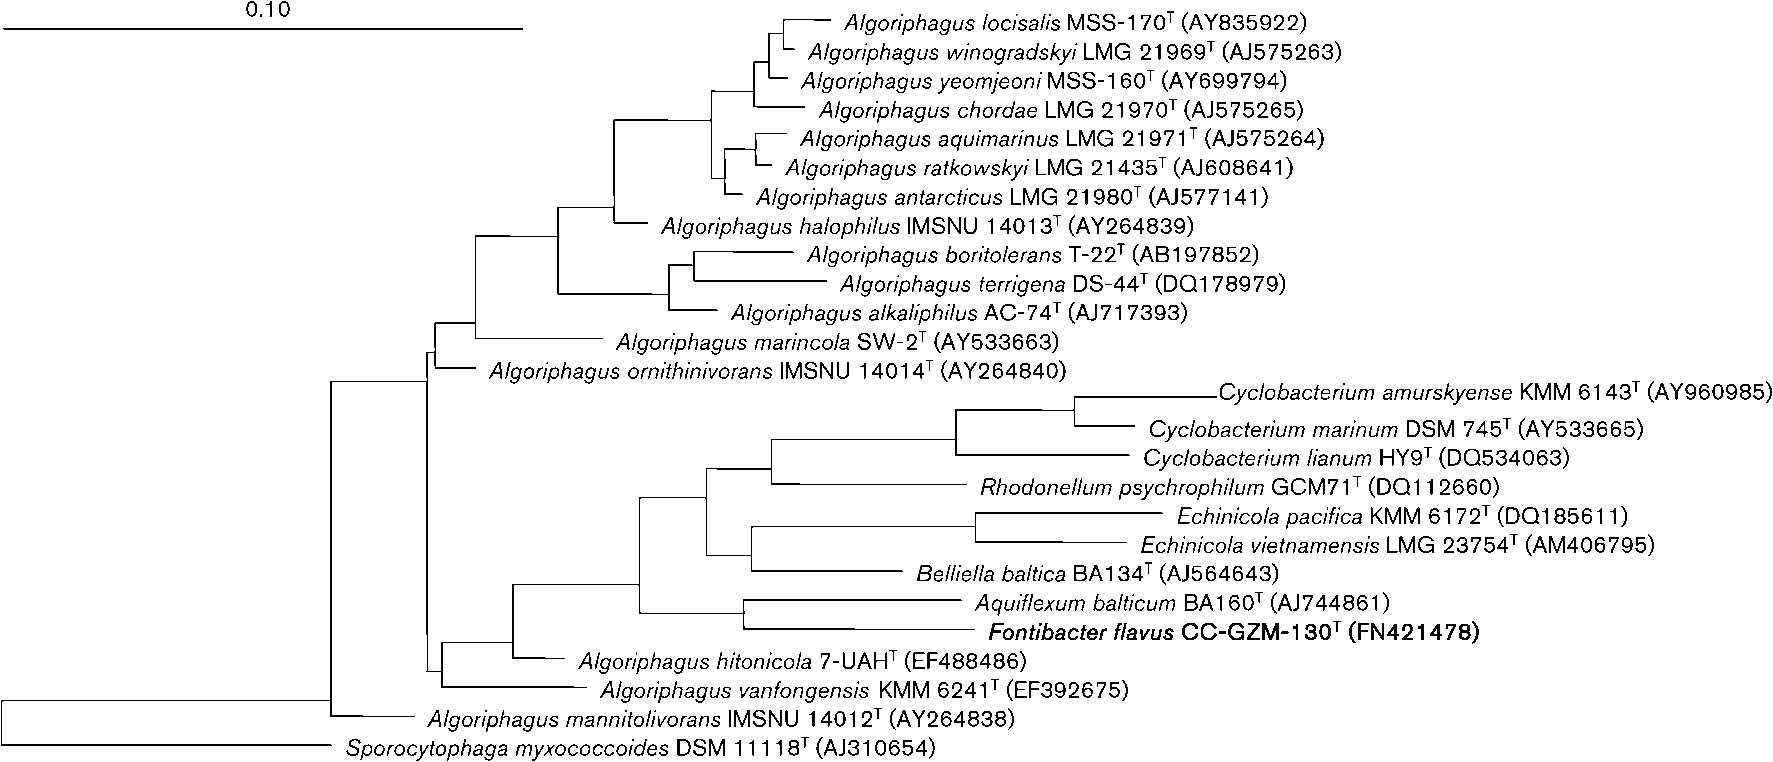 0.10
Algoriphagus locisalis MSS-170ᵀ (AY835922)
Algoriphagus winogradskyi LMG 21969ᵀ (AJ575263)
Algoriphagus yeomjeoni MSS-160ᵀ (AY699794)
Algoriphagus chordae LMG 21970ᵀ (AJ575265)
Algoriphagus aquimarinus LMG 21971ᵀ (AJ575264)
Algoriphagus ratkowskyi LMG 21435ᵀ (AJ608641)
Algoriphagus antarcticus LMG 21980ᵀ (AJ577141)
Algoriphagus halophilus IMSNU 14013ᵀ (AY264839)
Algoriphagus boritolerans T-22ᵀ (AB197852)
Algoriphagus terrigena DS-44ᵀ (DQ178979)
Algoriphagus alkaliphilus AC-74ᵀ (AJ717393)
Algoriphagus marincola SW-2ᵀ (AY533663)
Algoriphagus ornithinivorans IMSNU 14014ᵀ (AY264840)
Cyclobacterium amurskyense KMM 6143ᵀ (AY960985)
Cyclobacterium marinum DSM 745ᵀ (AY533665)
Cyclobacterium lianum HY9ᵀ (DQ534063)
Rhodonellum psychrophilum GCM71ᵀ (DQ112660)
Echinicola pacifica KMM 6172ᵀ (DQ185611)
Echinicola vietnamensis LMG 23754ᵀ (AM406795)
Belliella baltica BA134ᵀ (AJ564643)
Aquiflexum balticum BA160ᵀ (AJ744861)
Fontibacter flavus CC-GZM-130ᵀ (FN421478)
Algoriphagus hitonicola 7-UAHᵀ (EF488486)
Algoriphagus vanfongensis KMM 6241ᵀ (EF392675)
Algoriphagus mannitolivorans IMSNU 14012ᵀ (AY264838)
Sporocytophaga myxococcoides DSM 11118ᵀ (AJ310654)